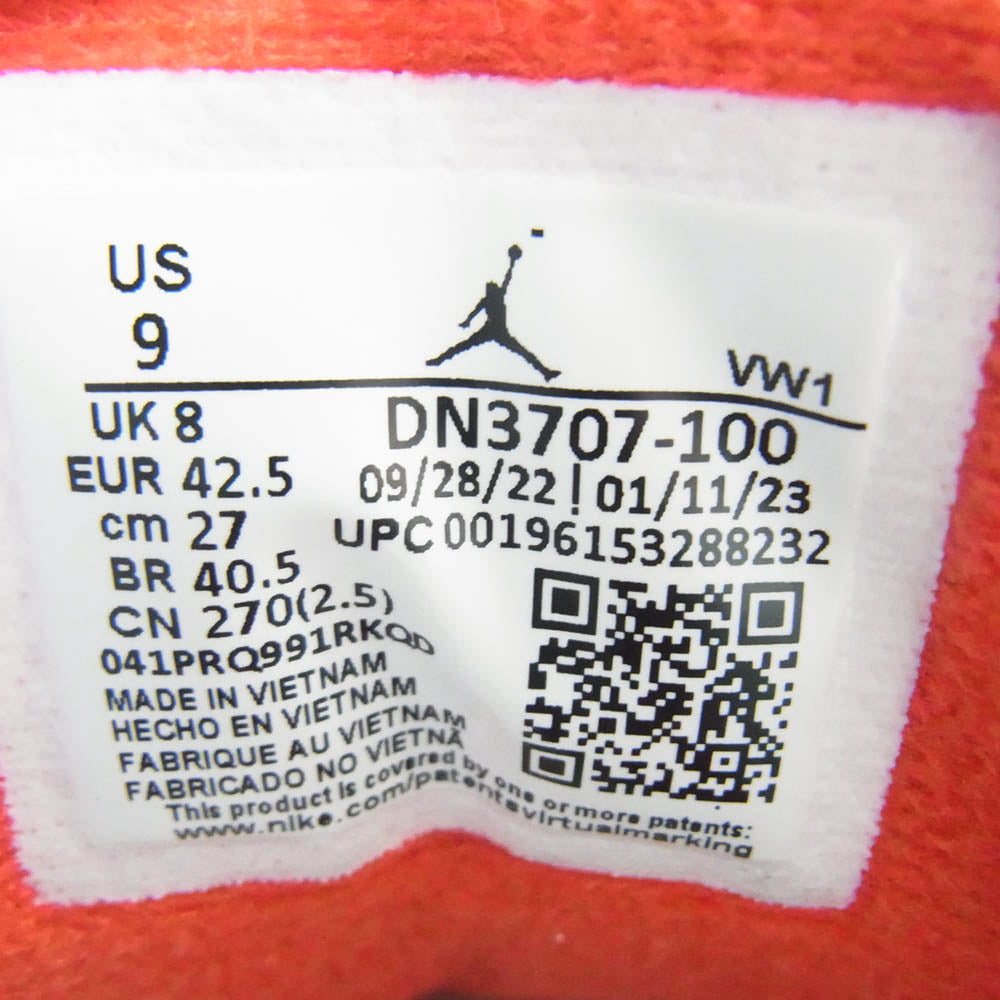 US
9
VW1
UK 8
DN3707-100
EUR 42.5
09/28/22 ¦ 01/11/23
cm 27
UPC 00196153288232
BR 40.5
CN 270(2.5)
041PRQ991RKQD
MADE IN VIETNAM
HECHO EN VIETNAM
FABRIQUE AU VIETNAM
FABRICADO NO VIETNÃ
This product is covered by one or more patents:
www.nike.com/patentsvirtualmarking